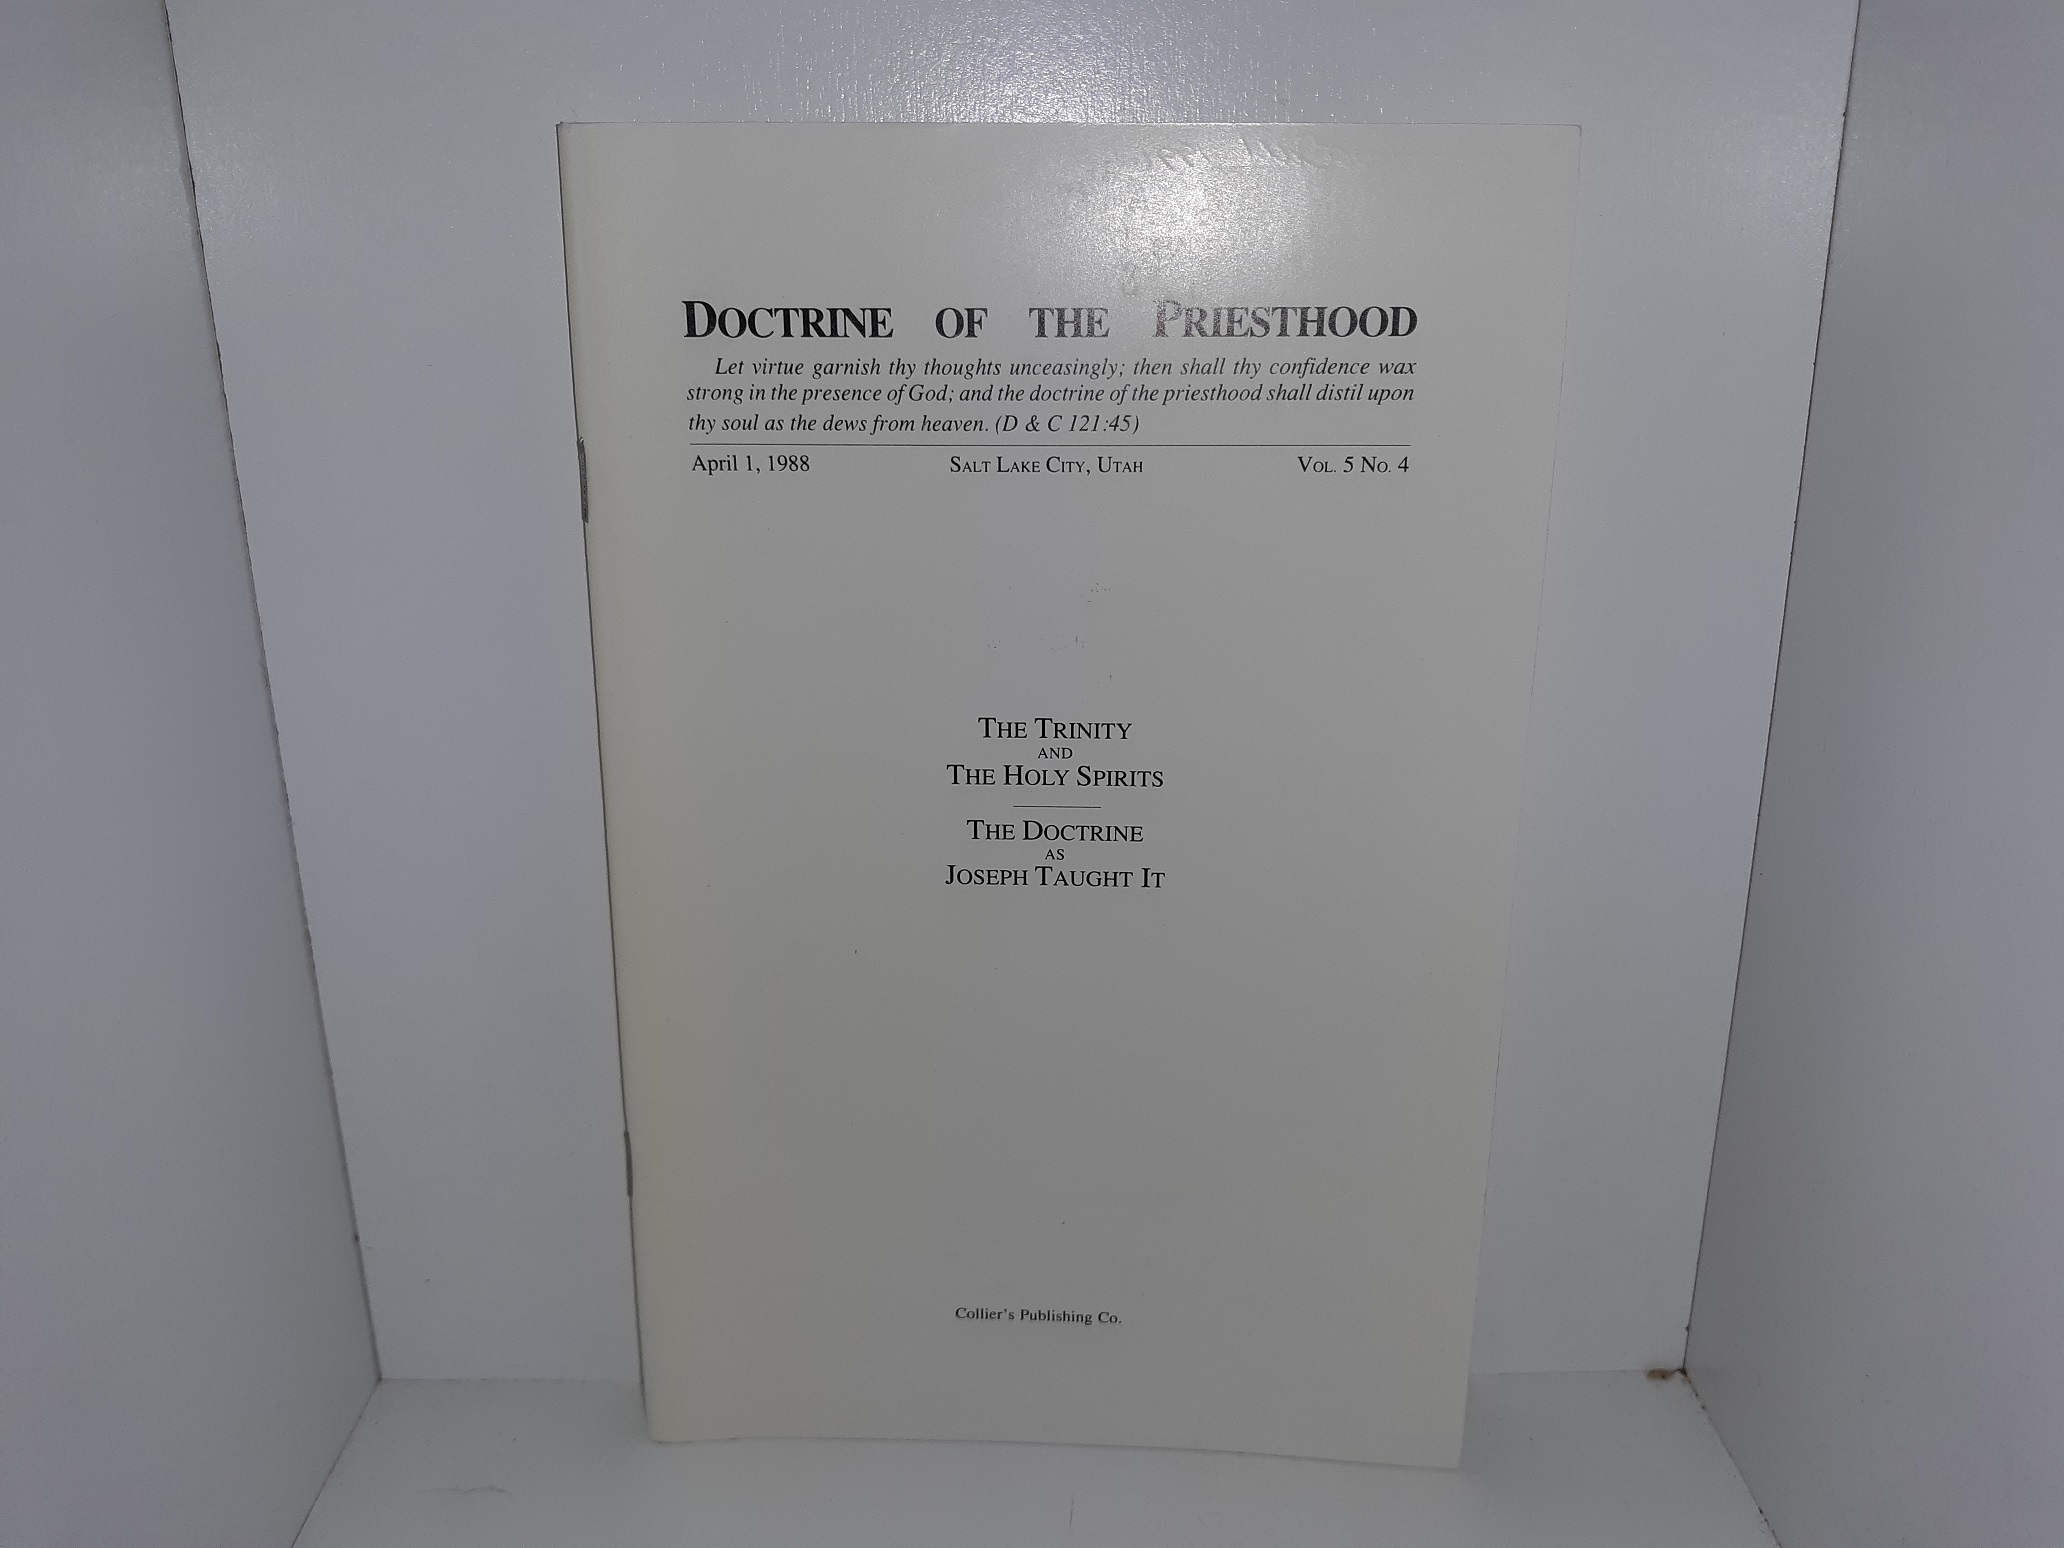 DOCTRINE OF THE PRIESTHOOD
Let virtue garnish thy thoughts unceasingly; then shall thy confidence wax
strong in the presence of God; and the doctrine of the priesthood shall distil upon
thy soul as the dews from heaven. (D & C 121:45)
April 1, 1988 SALT LAKE CITY, UTAH VOL. 5 NO. 4
THE TRINITY
AND
THE HOLY SPIRITS
THE DOCTRINE
AS
JOSEPH TAUGHT IT
Collier's Publishing Co.